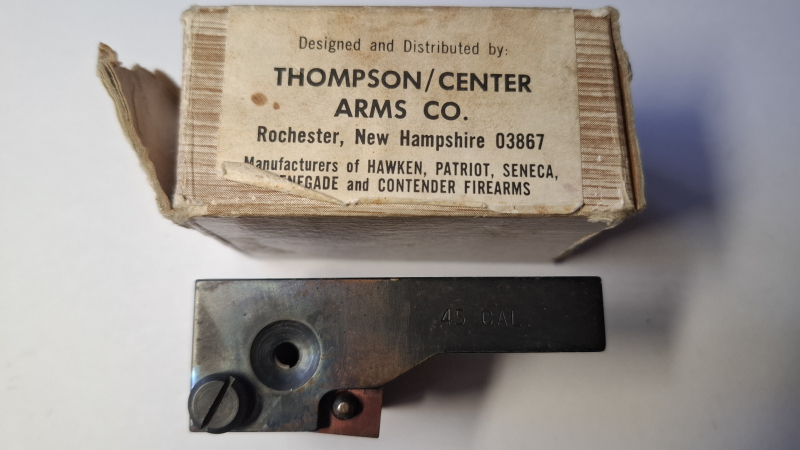 Designed and Distributed by:
THOMPSON/CENTER
ARMS CO.
Rochester, New Hampshire 03867
Manufacturers of HAWKEN, PATRIOT, SENECA,
ENEGADE and CONTENDER FIREARMS
45 CAL.